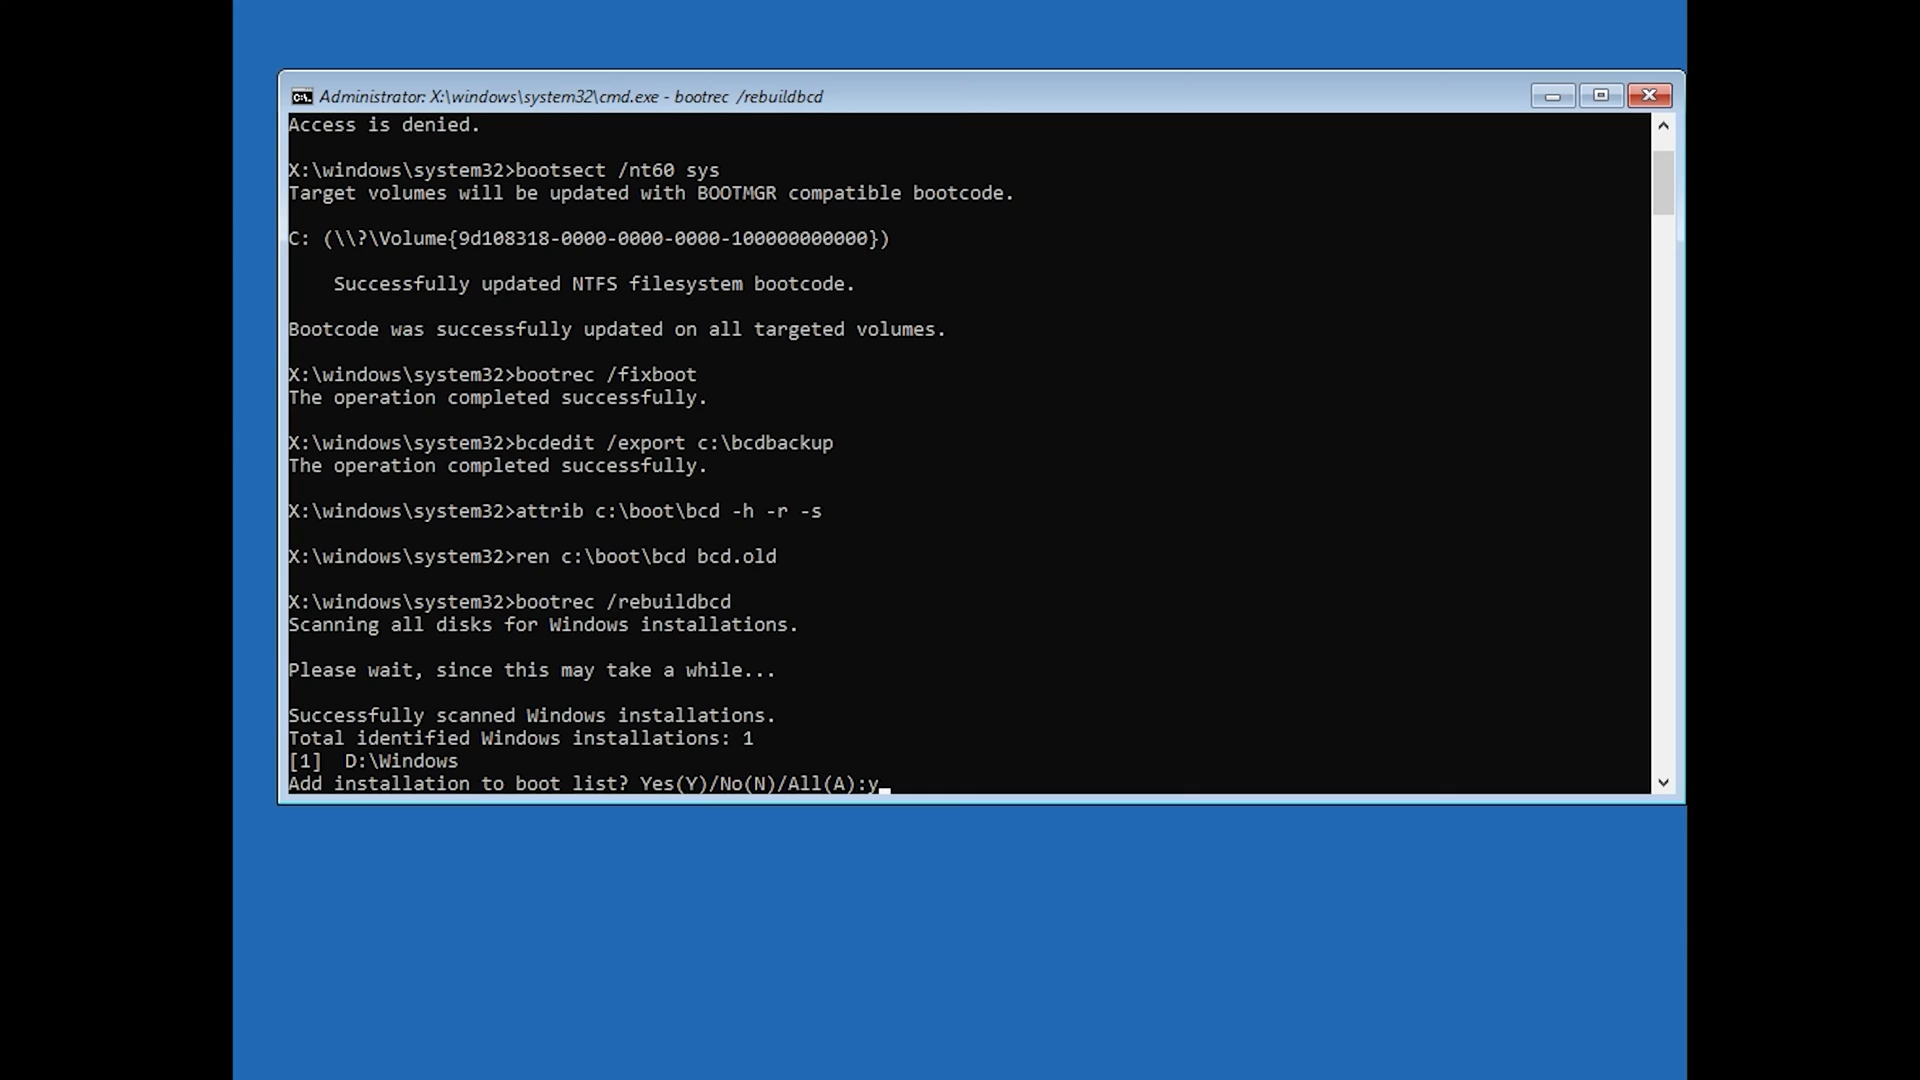 Administrator: X:\windows\system32\cmd.exe - bootrec /rebuildbcd
Access is denied.
X:\windows\system32>bootsect /nt60 sys
Target volumes will be updated with BOOTMGR compatible bootcode.
C: (\\?\Volume{9d108318-0000-0000-0000-100000000000})
Successfully updated NTFS filesystem bootcode.
Bootcode was successfully updated on all targeted volumes.
X:\windows\system32>bootrec /fixboot
The operation completed successfully.
X:\windows\system32>bcdedit /export c:\bcdbackup
The operation completed successfully.
X:\windows\system32>attrib c:\boot\bcd -h -r -s
X:\windows\system32>ren c:\boot\bcd bcd.old
X:\windows\system32>bootrec /rebuildbcd
Scanning all disks for Windows installations.
Please wait, since this may take a while...
Successfully scanned Windows installations.
Total identified Windows installations: 1
[1]  D:\Windows
Add installation to boot list? Yes(Y)/No(N)/All(A):y